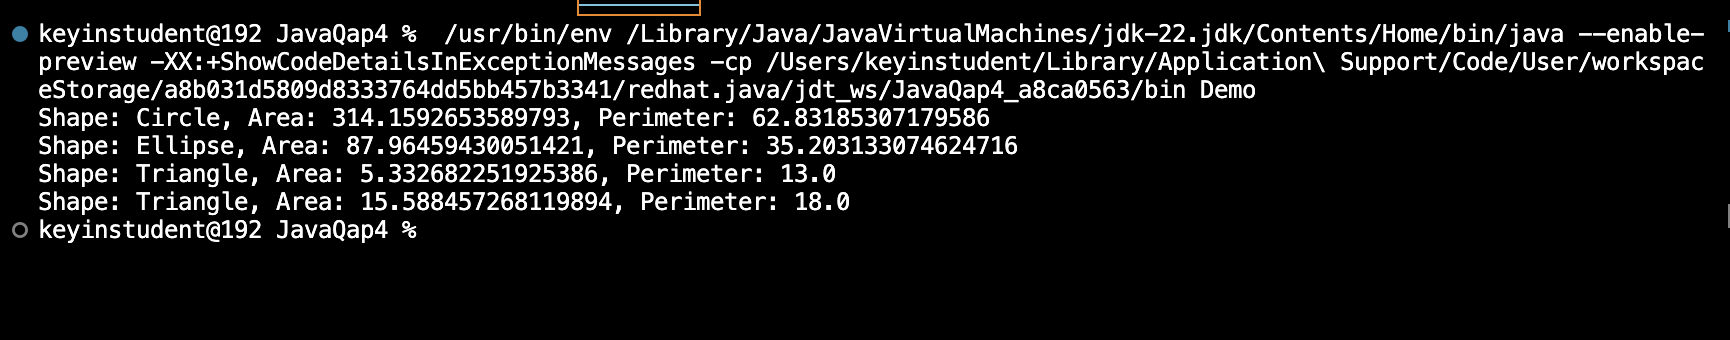 keyinstudent@192 JavaQap4 %  /usr/bin/env /Library/Java/JavaVirtualMachines/jdk-22.jdk/Contents/Home/bin/java --enable-
preview -XX:+ShowCodeDetailsInExceptionMessages -cp /Users/keyinstudent/Library/Application\ Support/Code/User/workspac
eStorage/a8b031d5809d8333764dd5bb457b3341/redhat.java/jdt_ws/JavaQap4_a8ca0563/bin Demo
Shape: Circle, Area: 314.1592653589793, Perimeter: 62.83185307179586
Shape: Ellipse, Area: 87.96459430051421, Perimeter: 35.203133074624716
Shape: Triangle, Area: 5.332682251925386, Perimeter: 13.0
Shape: Triangle, Area: 15.588457268119894, Perimeter: 18.0
keyinstudent@192 JavaQap4 %